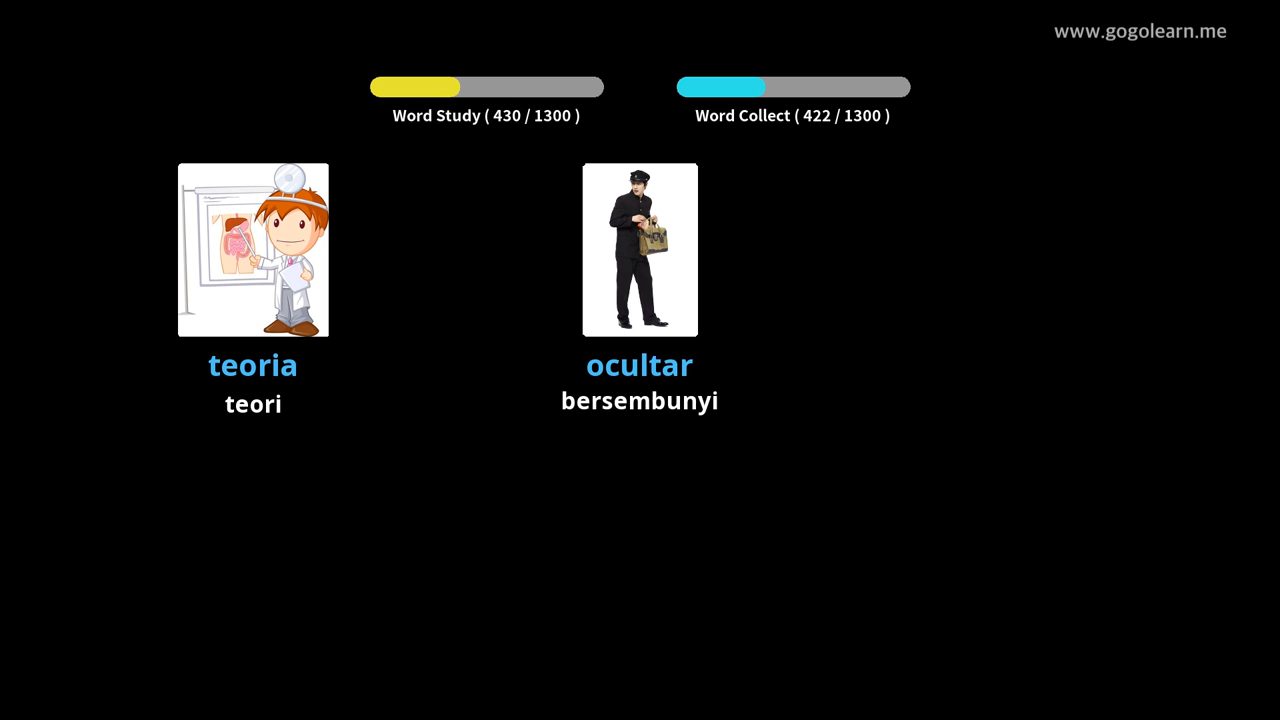 www.gogolearn.me
Word Study ( 430 / 1300 )
Word Collect ( 422 / 1300 )
teoria
teori
ocultar
bersembunyi